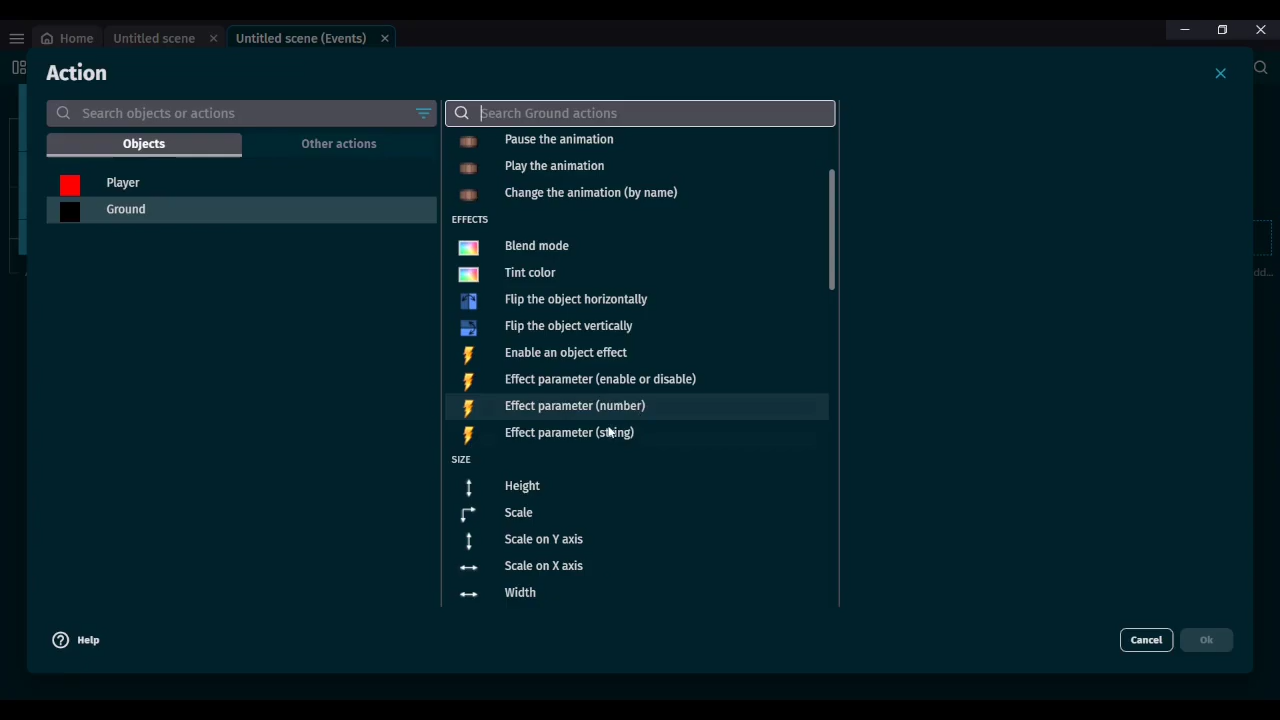 Home
Untitled scene
Untitled scene (Events)
Action
Search objects or actions
Search Ground actions
Objects
Other actions
Player
Ground
Pause the animation
Play the animation
Change the animation (by name)
EFFECTS
Blend mode
Tint color
Flip the object horizontally
Flip the object vertically
Enable an object effect
Effect parameter (enable or disable)
Effect parameter (number)
Effect parameter (string)
SIZE
Height
Scale
Scale on Y axis
Scale on X axis
Width
dd...
Help
Cancel
Ok